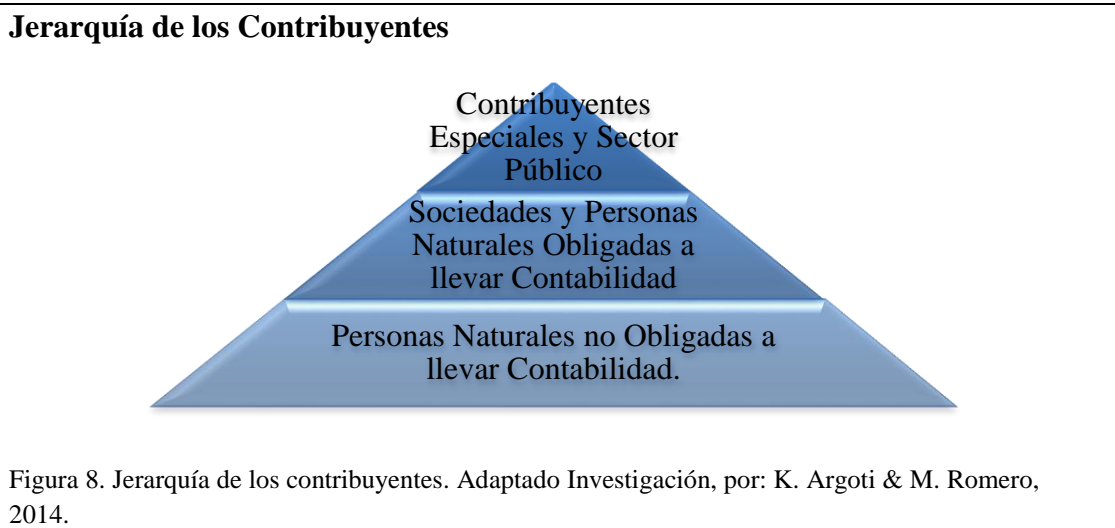 Jerarquía de los Contribuyentes
Contribuyentes
Especiales y Sector
Público
Sociedades y Personas
Naturales Obligadas a
llevar Contabilidad
Personas Naturales no Obligadas a
llevar Contabilidad.
Figura 8. Jerarquía de los contribuyentes. Adaptado Investigación, por: K. Argoti & M. Romero,
2014.